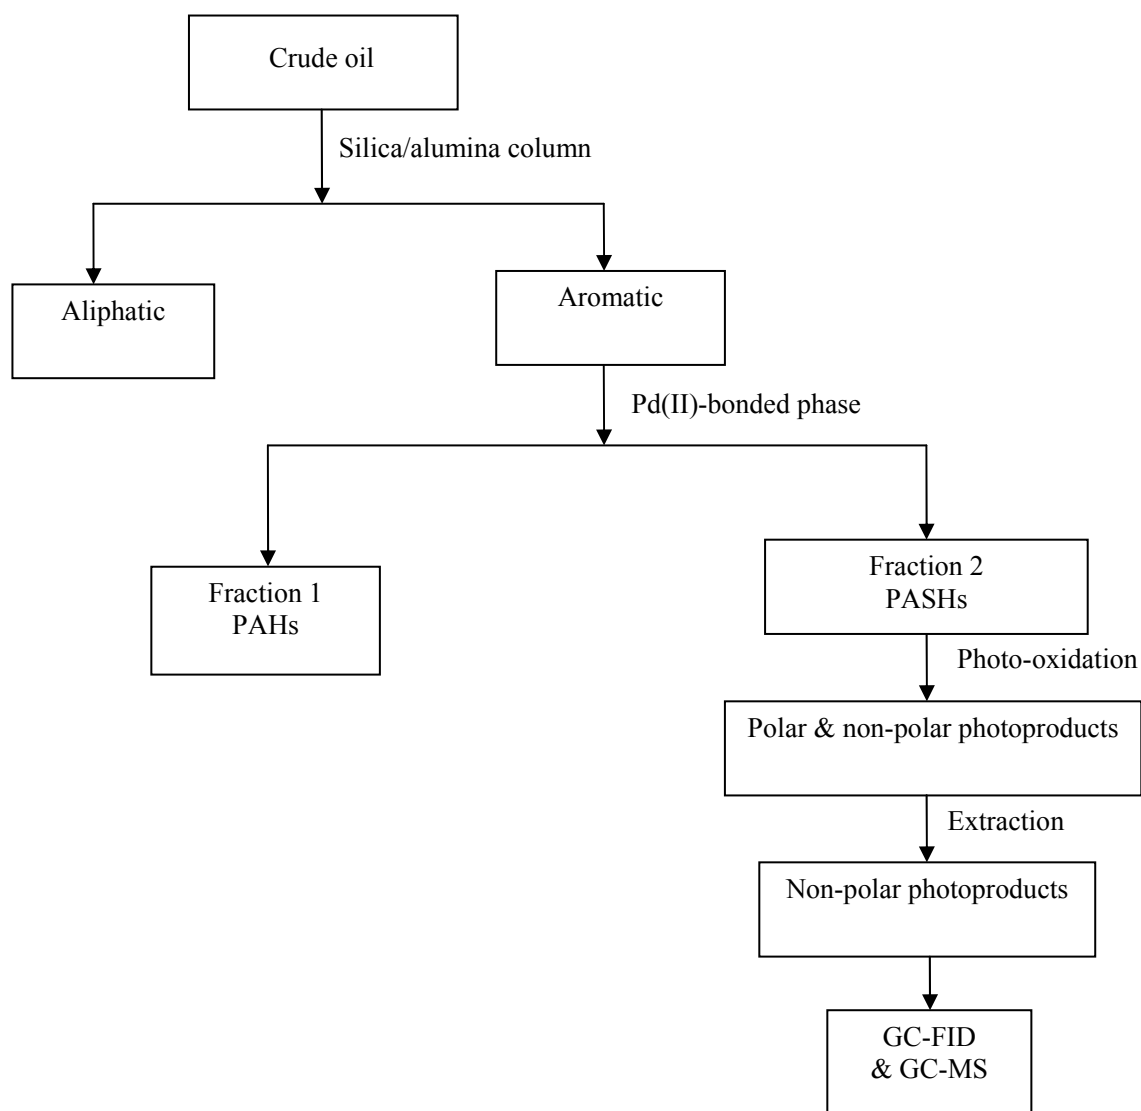 Crude oil
Silica/alumina column
Aliphatic
Aromatic
Pd(II)-bonded phase
Fraction 1
PAHs
Fraction 2
PASHs
Photo-oxidation
Polar & non-polar photoproducts
Extraction
Non-polar photoproducts
GC-FID
& GC-MS